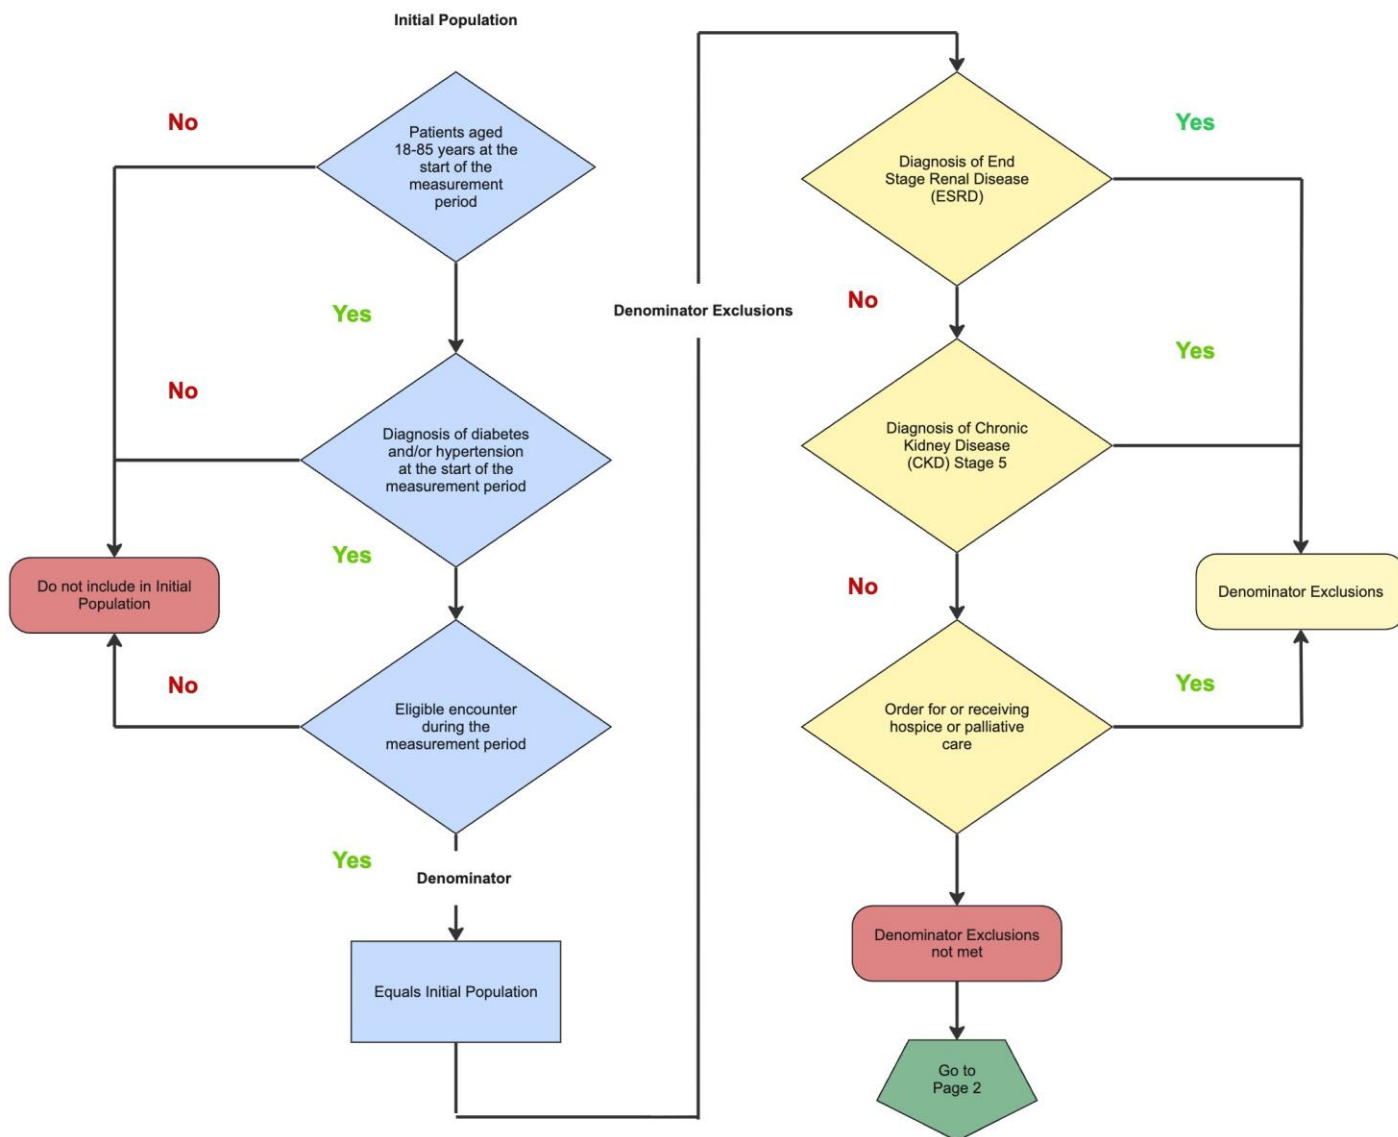 Initial Population
No
Patients aged
18-85 years at the
start of the
measurement
period
Yes
No
Diagnosis of diabetes
and/or hypertension
at the start of the
measurement period
Yes
Do not include in Initial
Population
No
Eligible encounter
during the
measurement period
Yes
Denominator
Equals Initial Population
Denominator Exclusions
Yes
Diagnosis of End
Stage Renal Disease
(ESRD)
No
Yes
Diagnosis of Chronic
Kidney Disease
(CKD) Stage 5
No
Denominator Exclusions
Yes
Order for or receiving
hospice or palliative
care
Denominator Exclusions
not met
Go to
Page 2